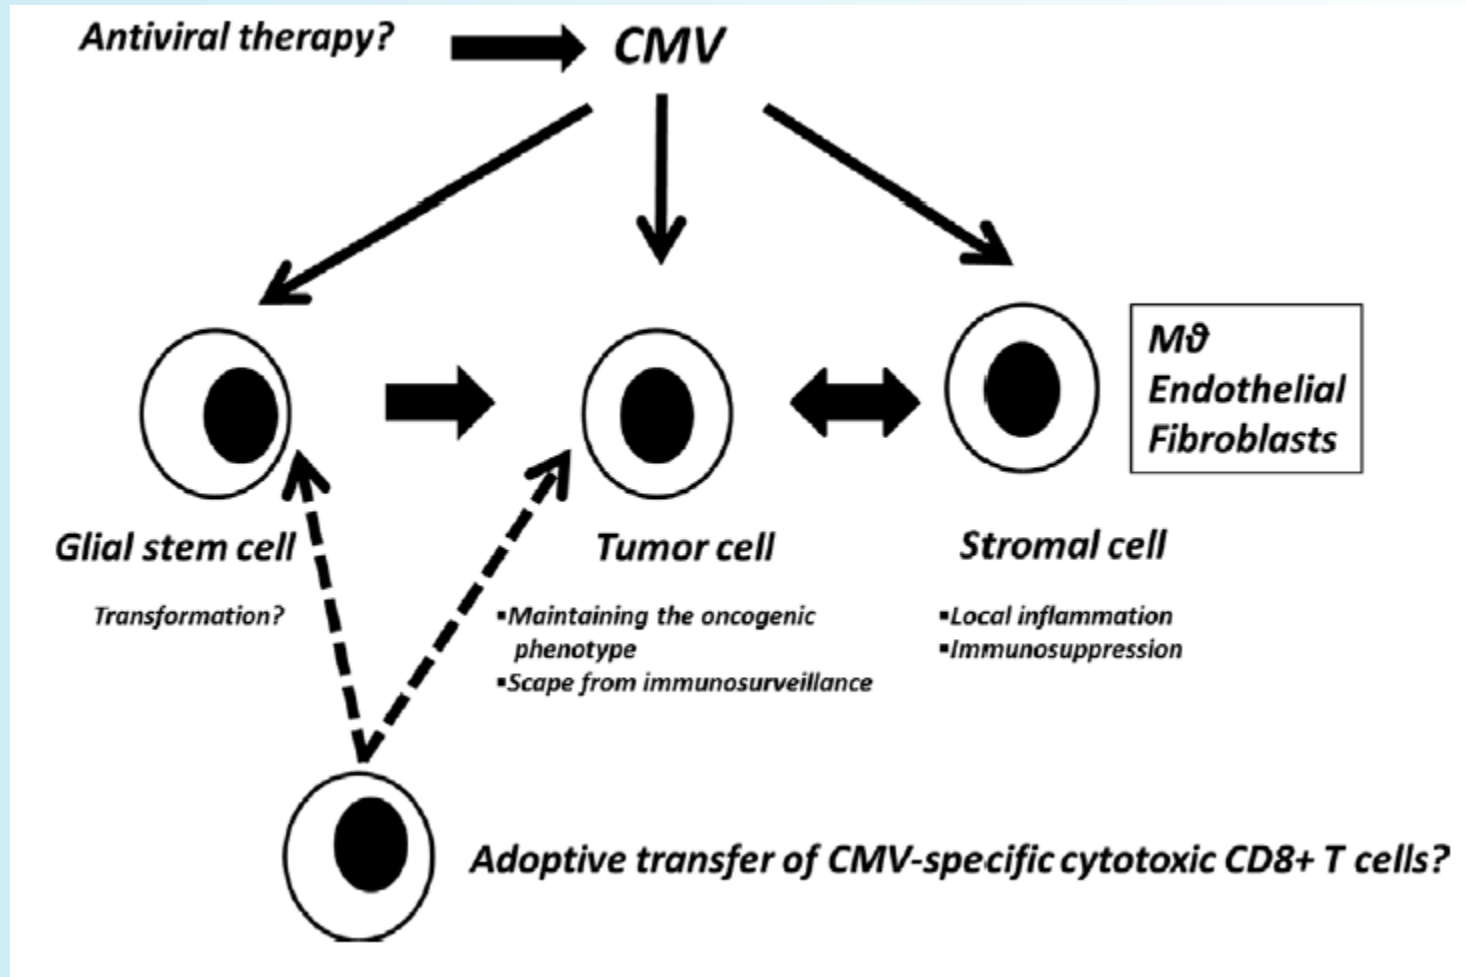 Antiviral therapy?
CMV
Mϑ
Endothelial
Fibroblasts
Glial stem cell
Transformation?
Tumor cell
▪Maintaining the oncogenic
phenotype
▪Scape from immunosurveillance
Stromal cell
▪Local inflammation
▪Immunosuppression
Adoptive transfer of CMV-specific cytotoxic CD8+ T cells?